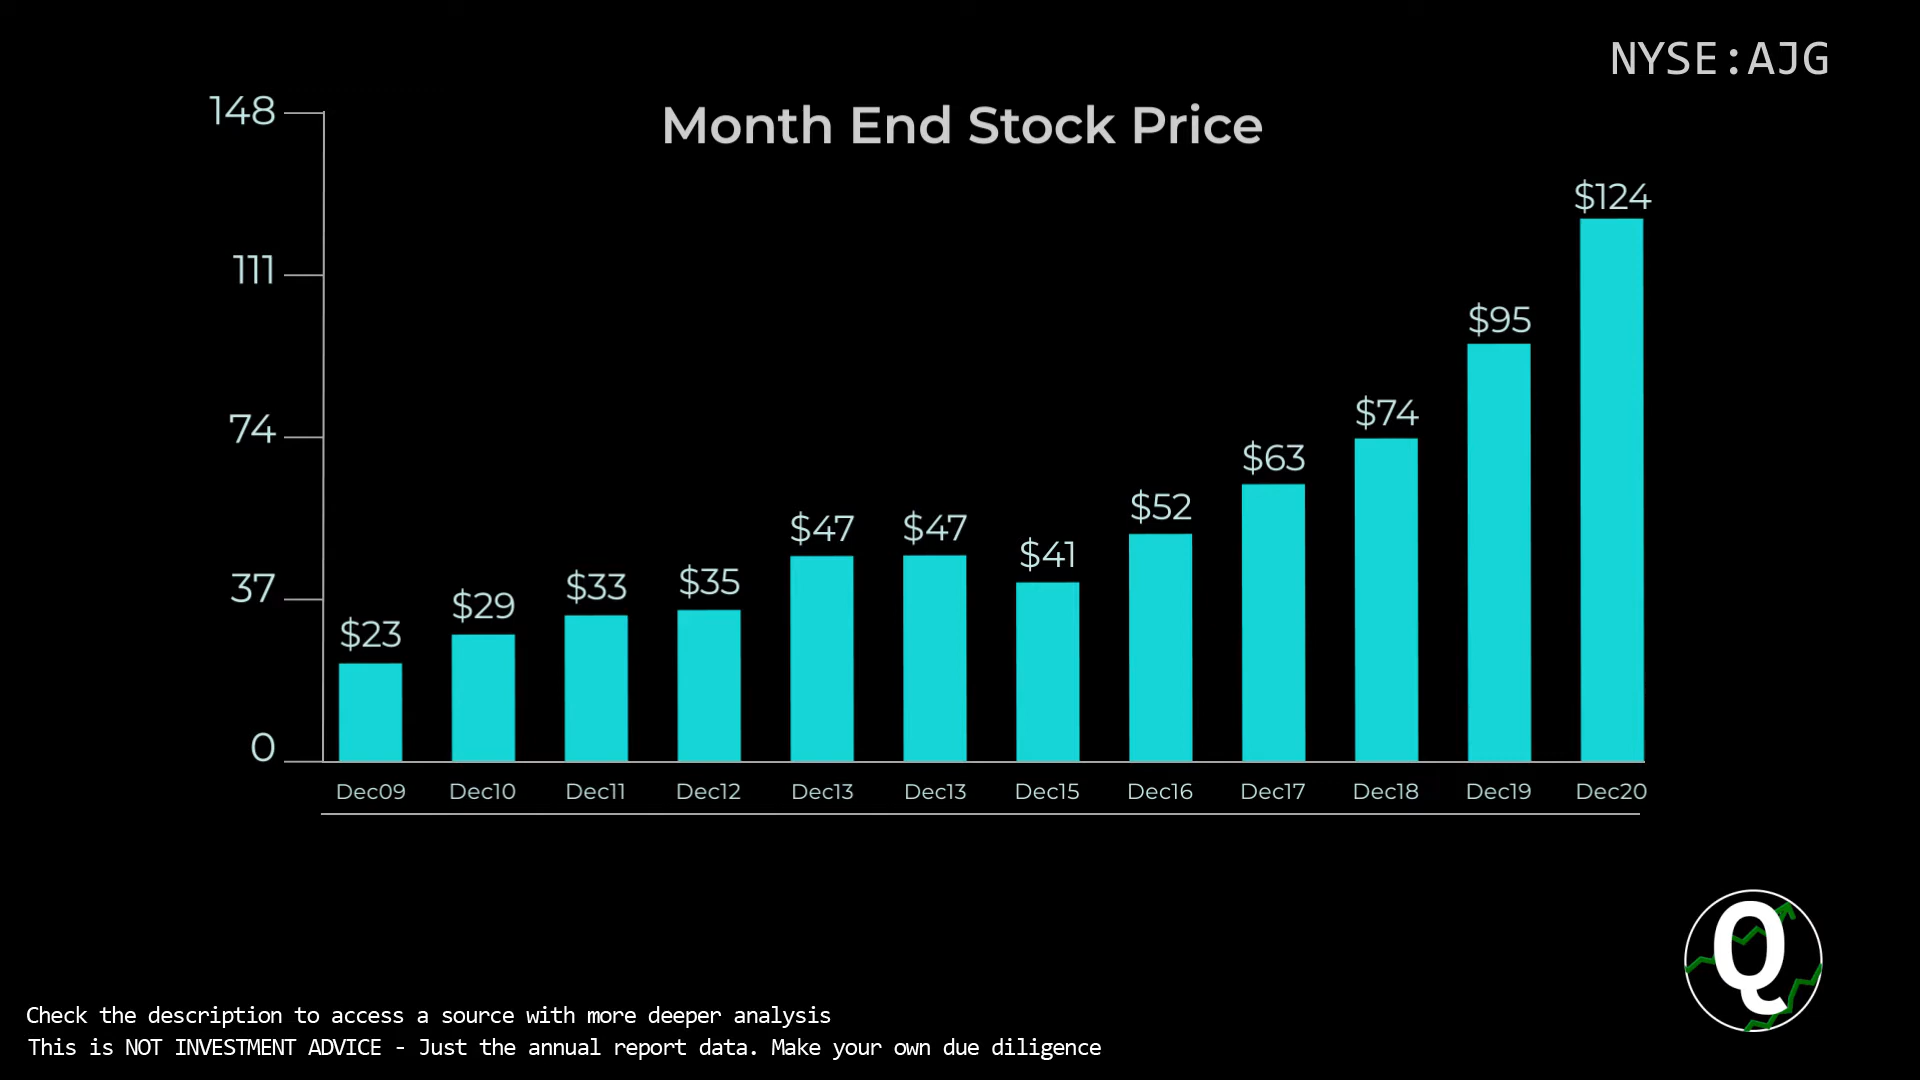 NYSE:AJG
Month End Stock Price
148
111
74
37
0
$23
$29
$33
$35
$47
$47
$41
$52
$63
$74
$95
$124
Dec09 Dec10 Dec11 Dec12 Dec13 Dec13 Dec15 Dec16 Dec17 Dec18 Dec19 Dec20
Q
Check the description to access a source with more deeper analysis
This is NOT INVESTMENT ADVICE - Just the annual report data. Make your own due diligence